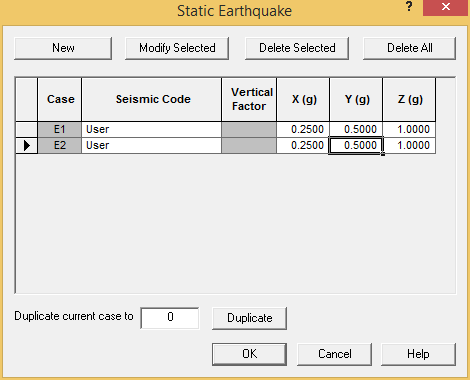 Static Earthquake
? x
New Modify Selected Delete Selected Delete All
Case Seismic Code Vertical Factor X (g) Y (g) Z (g)
E1 User 0.2500 0.5000 1.0000
E2 User 0.2500 0.5000 1.0000
Duplicate current case to 0 Duplicate
OK Cancel Help